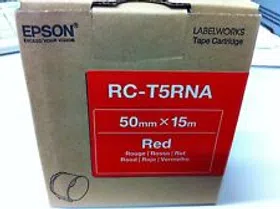 EPSON
EXCEED YOUR VISION
LABELWORKS
Tape Cartridge
RC-T5RNA
50mm×15m
Red
Rouge | Rosso | Rot
Rood | Rojo | Vermelho